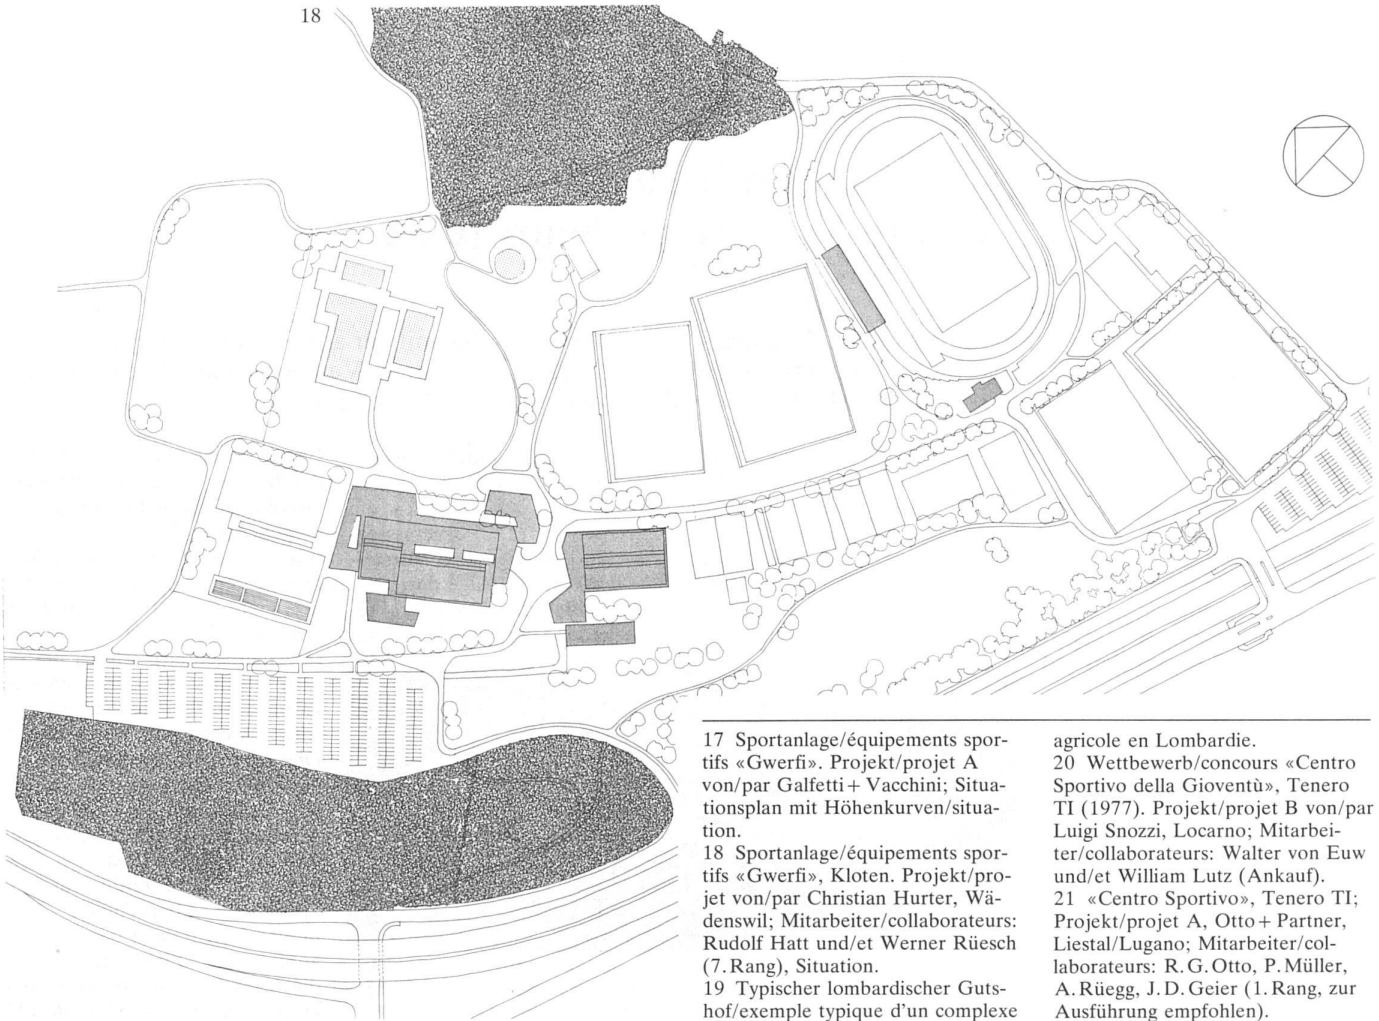 18
17 Sportanlage/équipements spor-
tifs «Gwerfi». Projekt/projet A
von/par Galfetti + Vacchini; Situa-
tionsplan mit Höhenkurven/situa-
tion.
18 Sportanlage/équipements spor-
tifs «Gwerfi», Kloten. Projekt/pro-
jet von/par Christian Hurter, Wä-
denswil; Mitarbeiter/collaborateurs:
Rudolf Hatt und/et Werner Rüesch
(7. Rang), Situation.
19 Typischer lombardischer Guts-
hof/exemple typique d'un complexe
agricole en Lombardie.
20 Wettbewerb/concours «Centro
Sportivo della Gioventù», Tenero
TI (1977). Projekt/projet B von/par
Luigi Snozzi, Locarno; Mitarbei-
ter/collaborateurs: Walter von Euw
und/et William Lutz (Ankauf).
21 «Centro Sportivo», Tenero TI;
Projekt/projet A, Otto + Partner,
Liestal/Lugano; Mitarbeiter/col-
laborateurs: R. G. Otto, P. Müller,
A. Rüegg, J. D. Geier (1. Rang, zur
Ausführung empfohlen).